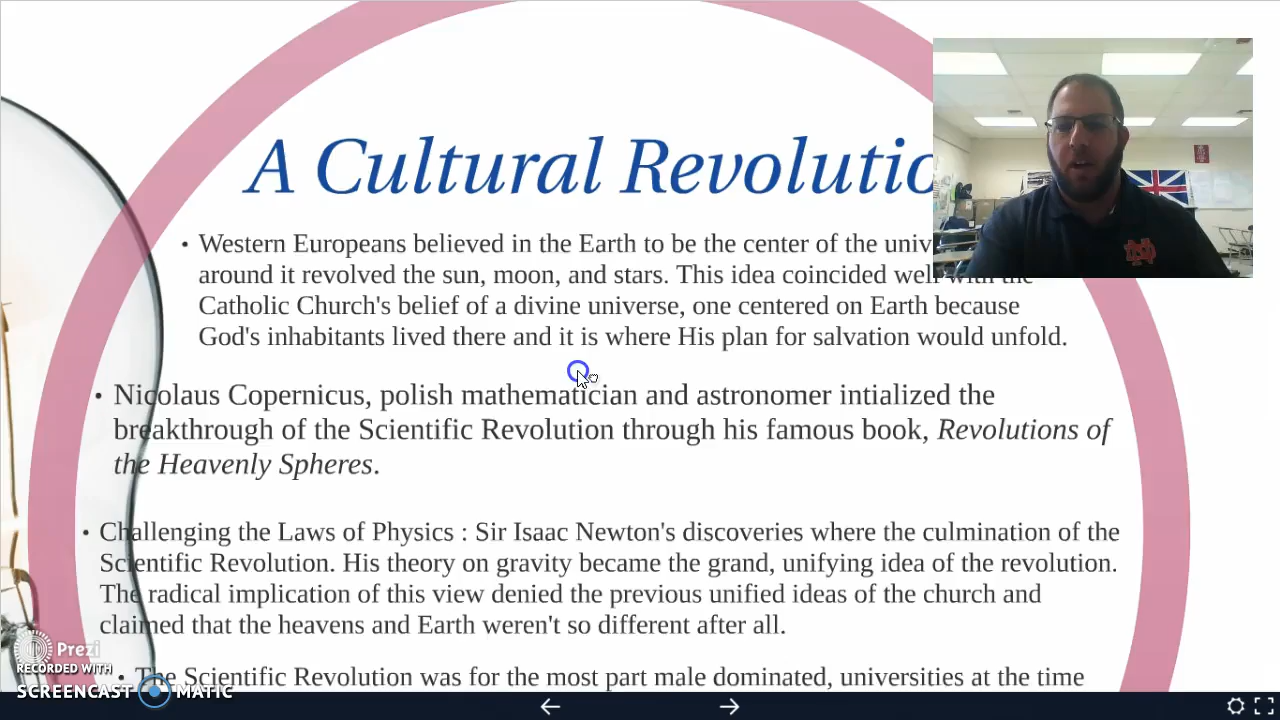 A Cultural Revolutio
• Western Europeans believed in the Earth to be the center of the univ
around it revolved the sun, moon, and stars. This idea coincided well with the
Catholic Church's belief of a divine universe, one centered on Earth because
God's inhabitants lived there and it is where His plan for salvation would unfold.
• Nicolaus Copernicus, polish mathematician and astronomer intialized the
breakthrough of the Scientific Revolution through his famous book, Revolutions of
the Heavenly Spheres.
• Challenging the Laws of Physics : Sir Isaac Newton's discoveries where the culmination of the
Scientific Revolution. His theory on gravity became the grand, unifying idea of the revolution.
The radical implication of this view denied the previous unified ideas of the church and
claimed that the heavens and Earth weren't so different after all.
• The Scientific Revolution was for the most part male dominated, universities at the time
Prezi
RECORDED WITH
SCREENCAST MATIC